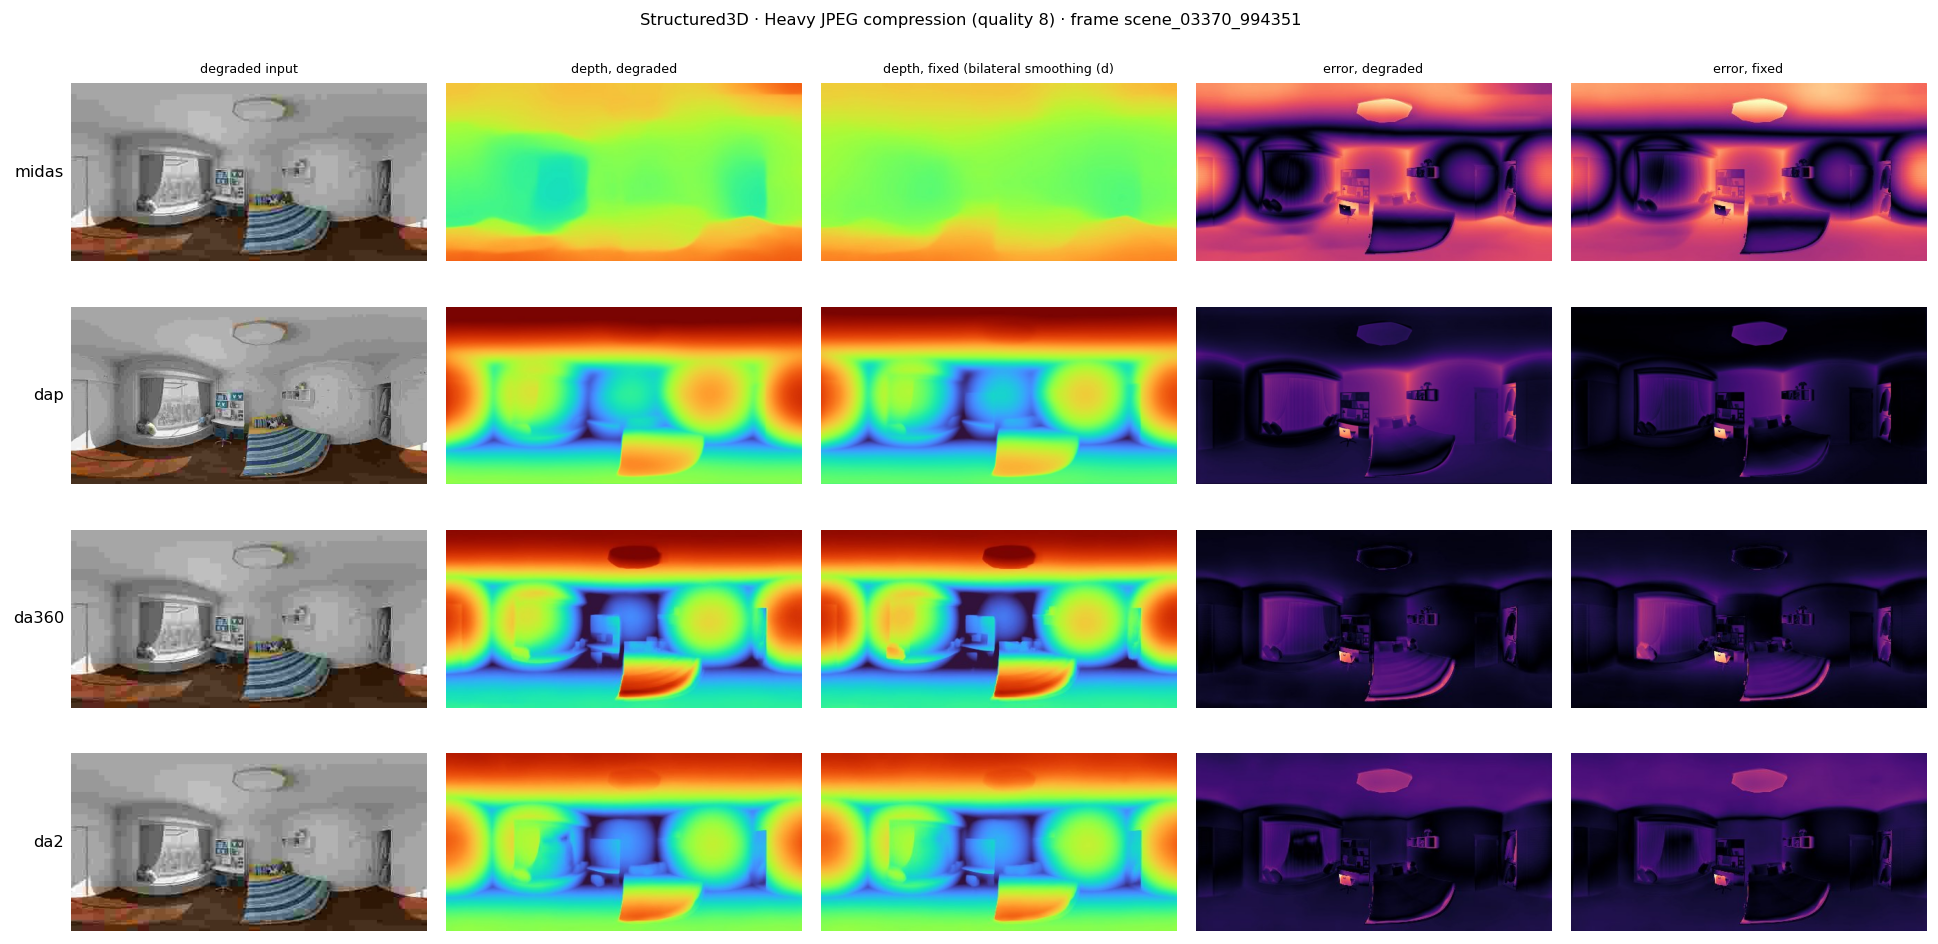 Structured3D · Heavy JPEG compression (quality 8) · frame scene_03370_994351
degraded input
depth, degraded
depth, fixed (bilateral smoothing (d)
error, degraded
error, fixed
midas
dap
da360
da2